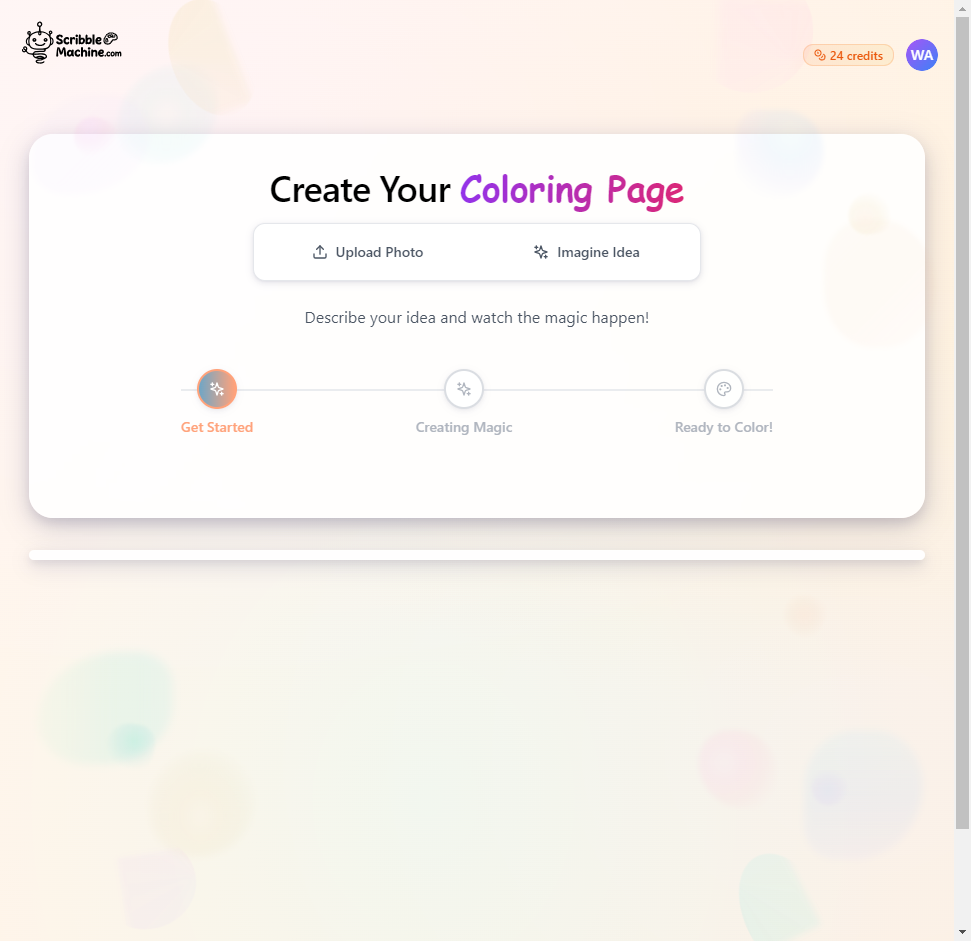 Scribble
Machine.com
24 credits
WA
Create Your Coloring Page
Upload Photo
Imagine Idea
Describe your idea and watch the magic happen!
Get Started
Creating Magic
Ready to Color!